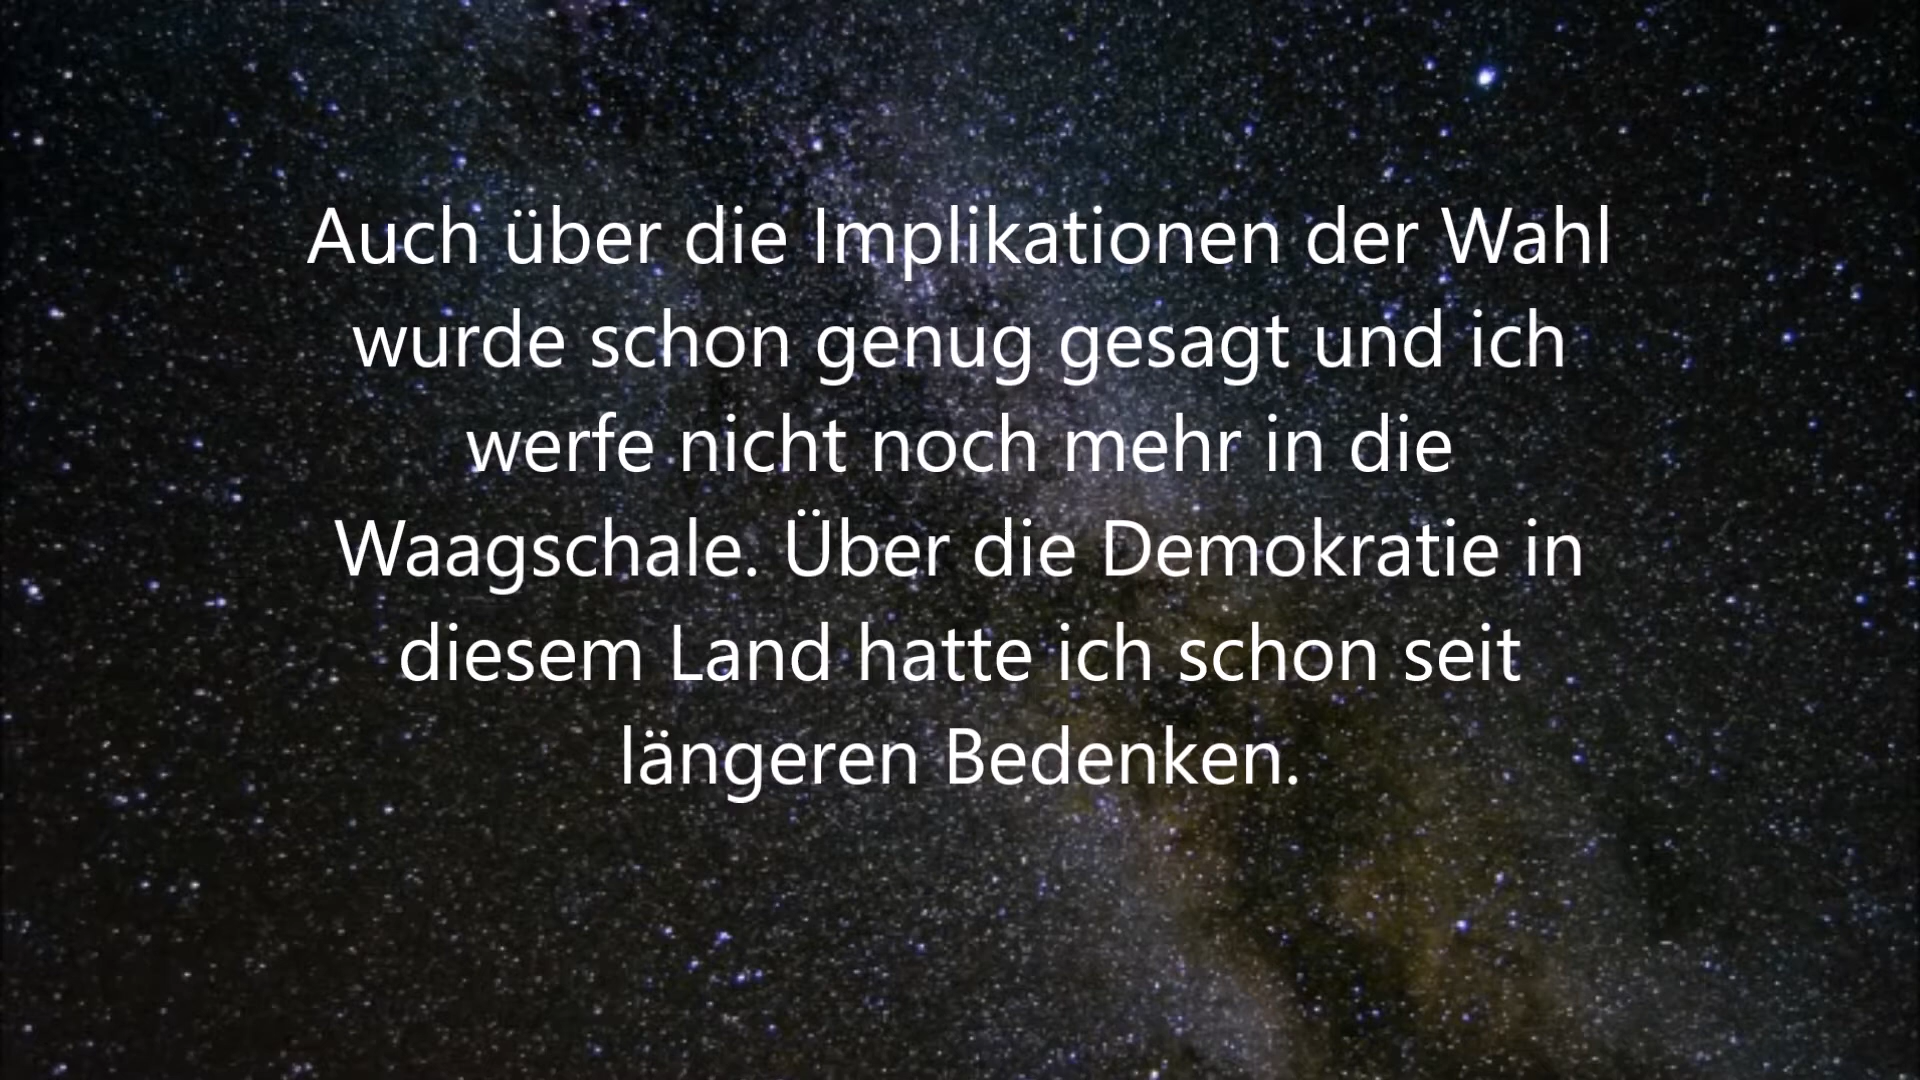 Auch über die Implikationen der Wahl
wurde schon genug gesagt und ich
werfe nicht noch mehr in die
Waagschale. Über die Demokratie in
diesem Land hatte ich schon seit
längeren Bedenken.